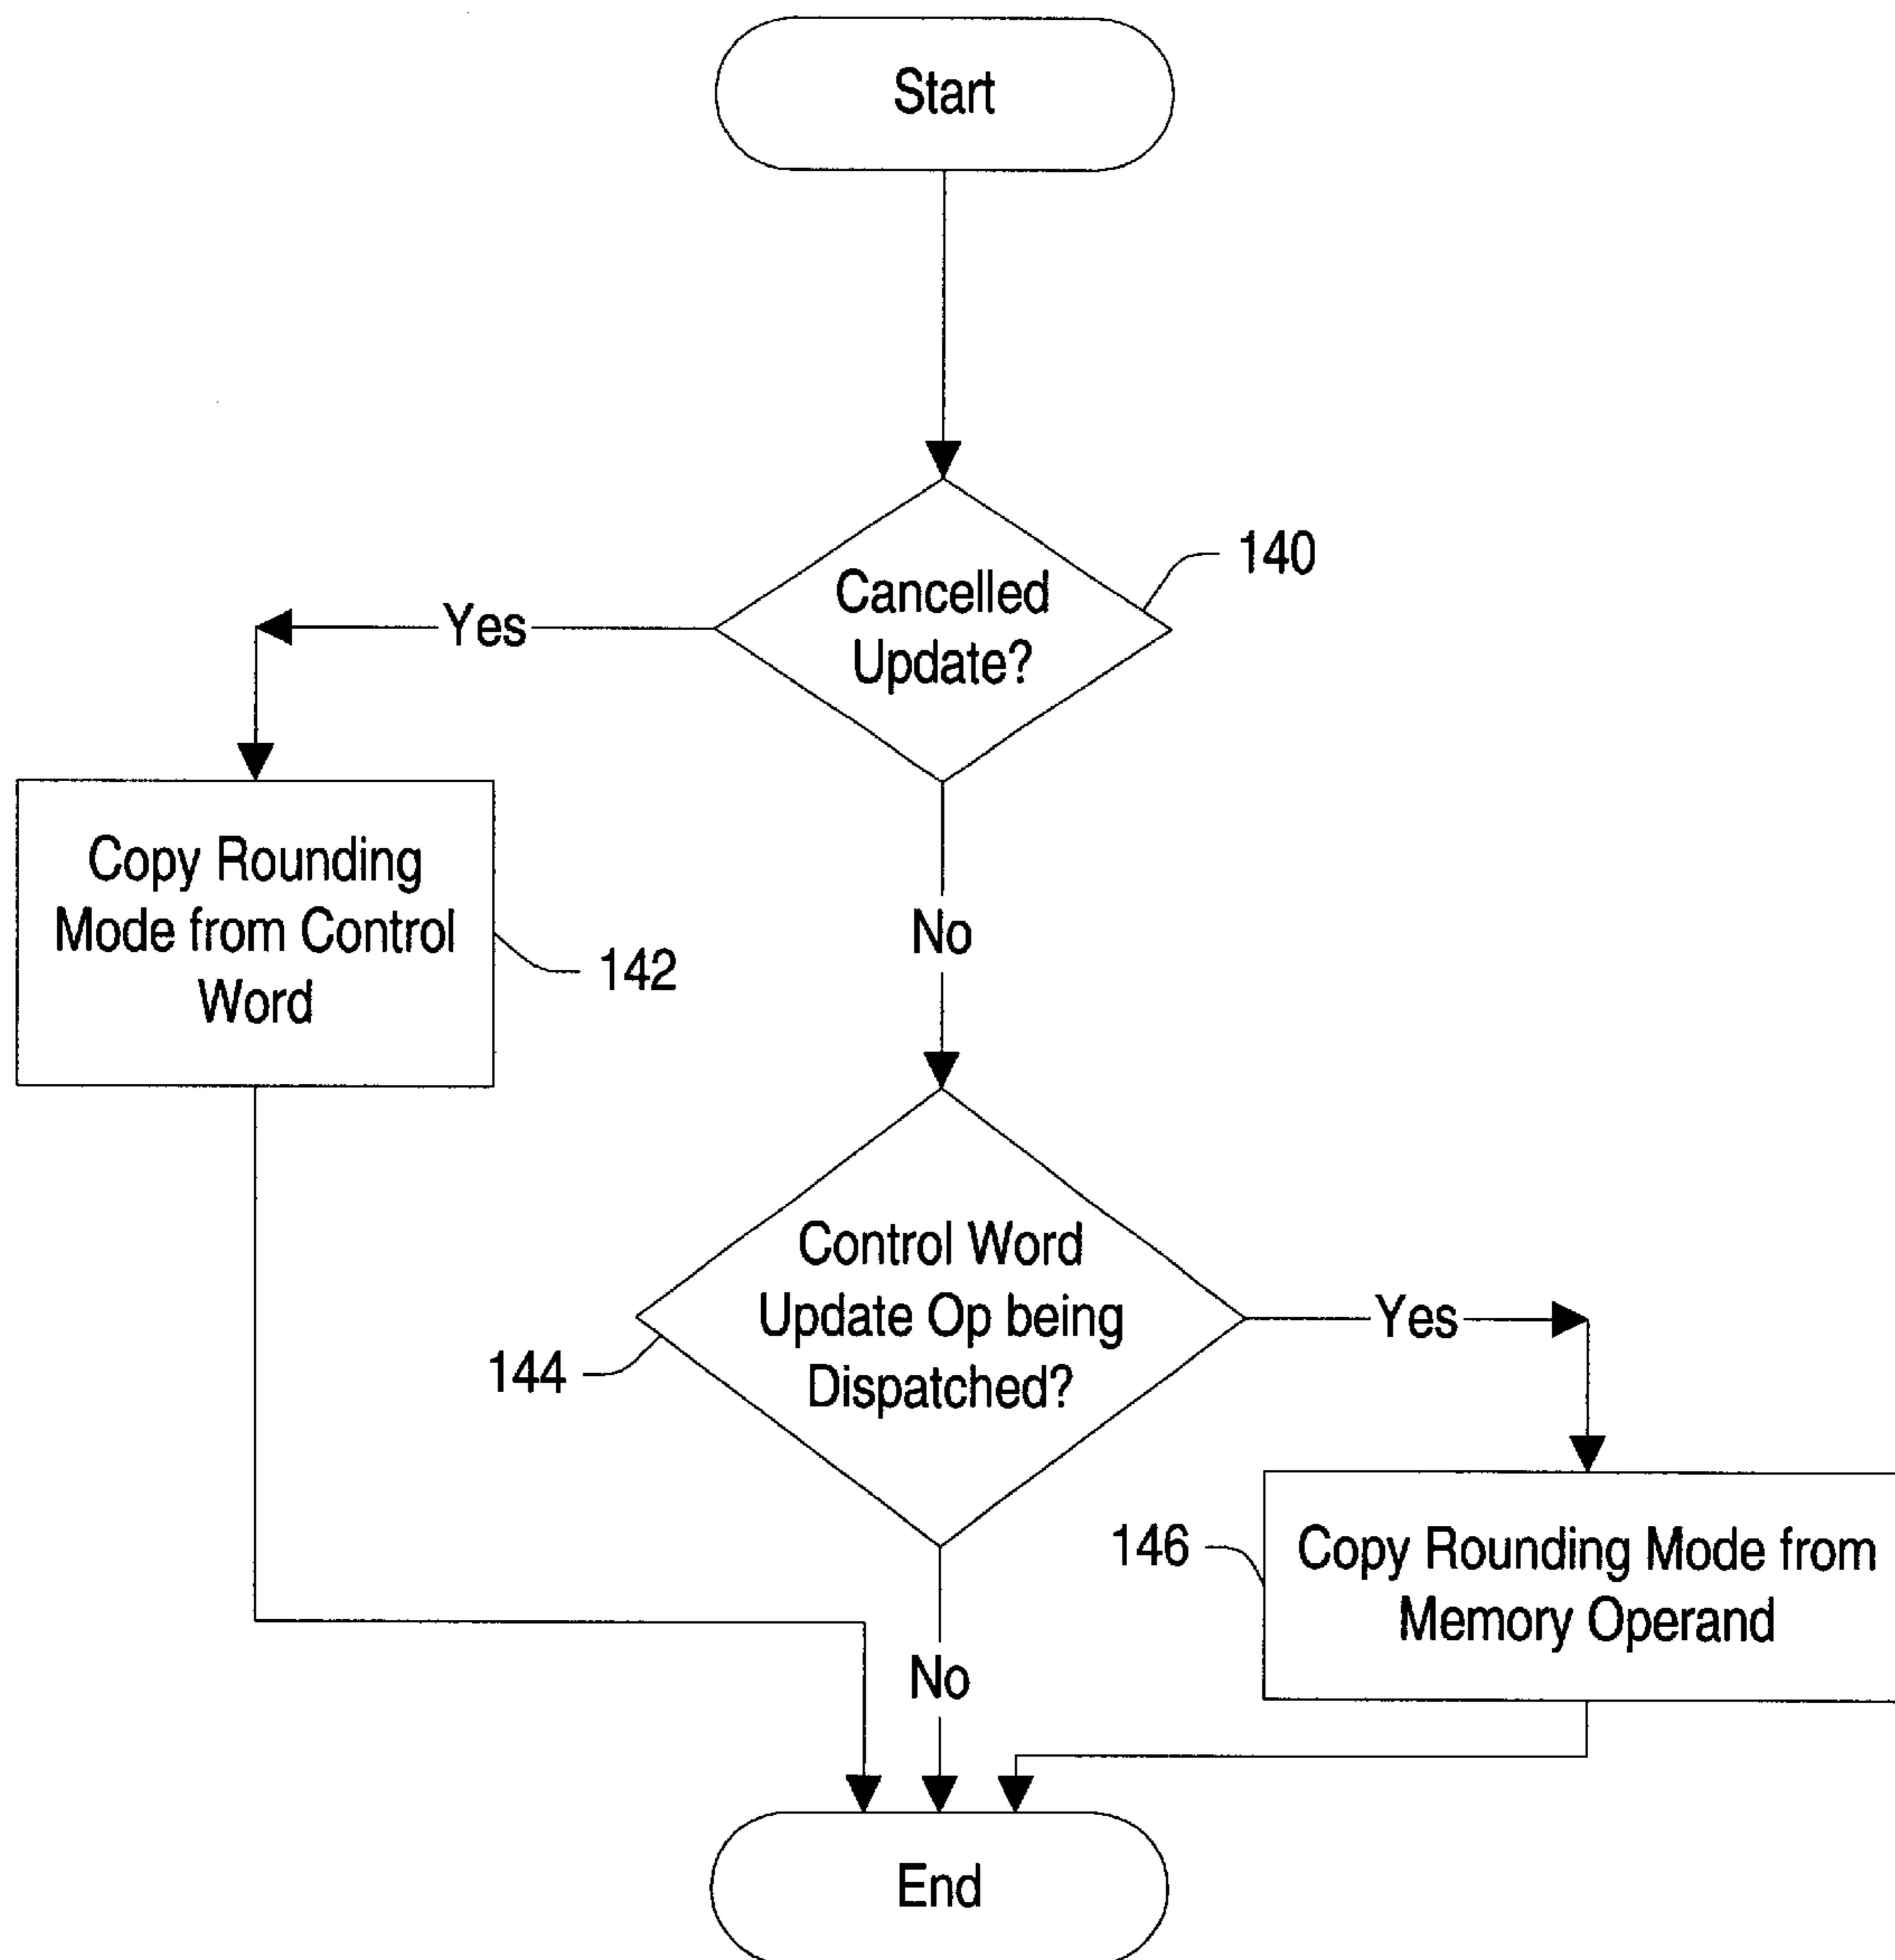 Start
Cancelled
Update?
140
Yes
Copy Rounding
Mode from Control
Word
142
No
Control Word
Update Op being
Dispatched?
144
Yes
146
Copy Rounding Mode from
Memory Operand
No
End